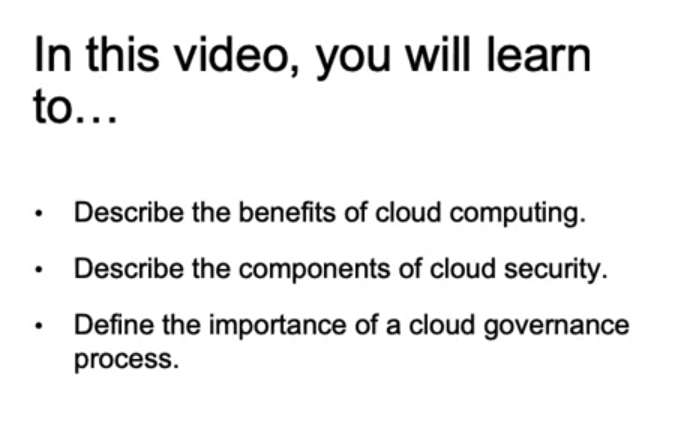 In this video, you will learn
to...
• Describe the benefits of cloud computing.
• Describe the components of cloud security.
• Define the importance of a cloud governance
process.